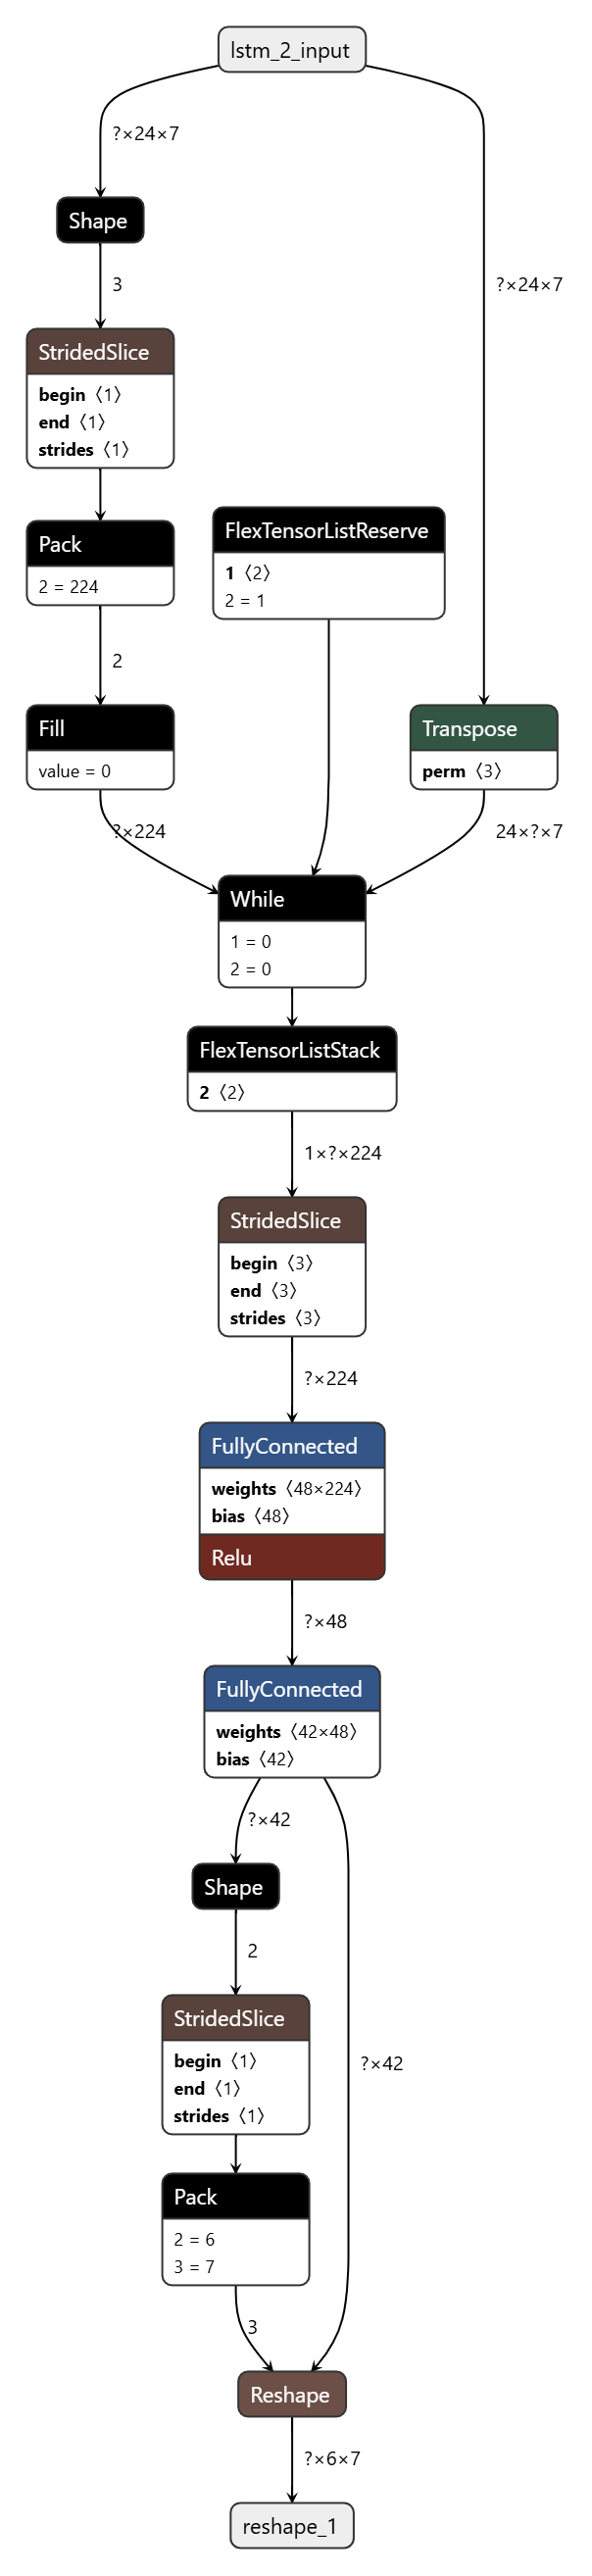 lstm_2_input
?×24×7
Shape
3
?×24×7
StridedSlice
begin〈1〉
end〈1〉
strides〈1〉
FlexTensorListReserve
1〈2〉
2 = 1
Pack
2 = 224
2
Fill
value = 0
Transpose
perm〈3〉
?×224
24×?×7
While
1 = 0
2 = 0
FlexTensorListStack
2〈2〉
1×?×224
StridedSlice
begin〈3〉
end〈3〉
strides〈3〉
?×224
FullyConnected
weights〈48×224〉
bias〈48〉
Relu
?×48
FullyConnected
weights〈42×48〉
bias〈42〉
?×42
Shape
2
StridedSlice
begin〈1〉
end〈1〉
strides〈1〉
?×42
Pack
2 = 6
3 = 7
3
Reshape
?×6×7
reshape_1